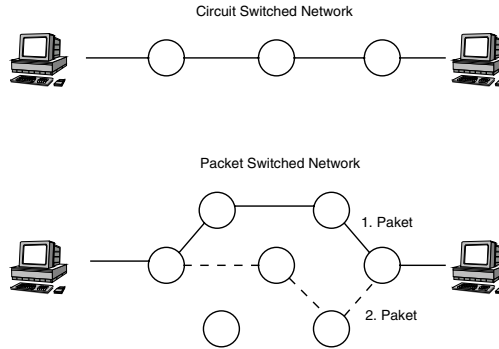 Circuit Switched Network
Packet Switched Network
1. Paket
2. Paket